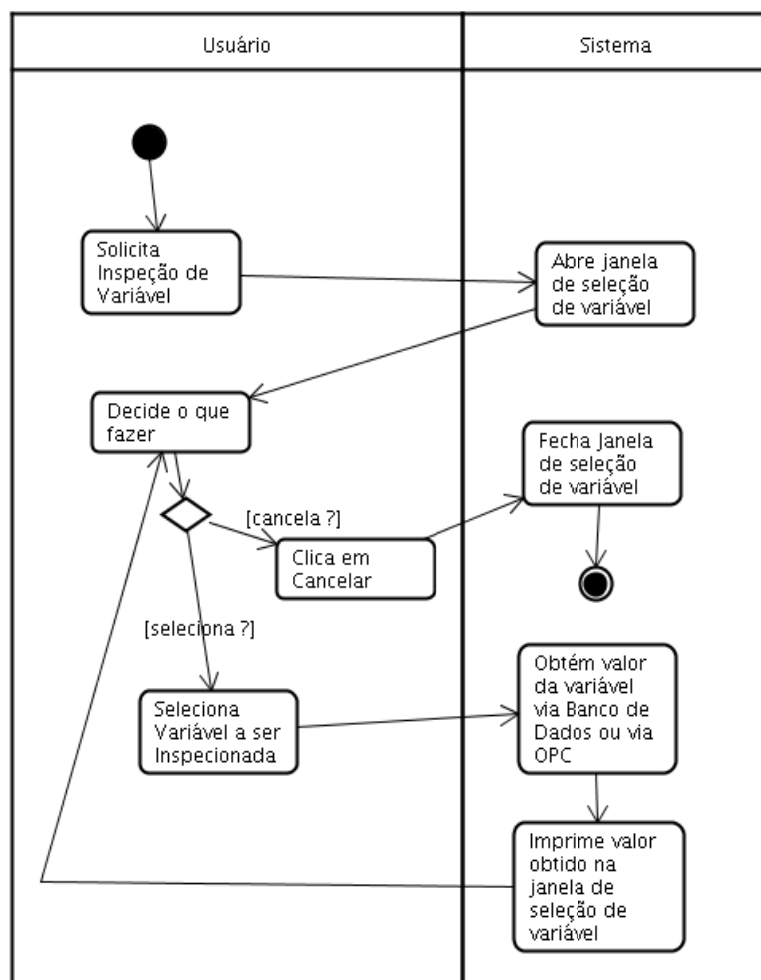 Usuário
Sistema
Solicita
Inspeção de
Variável
Abre janela
de seleção
de variável
Decide o que
fazer
Fecha Janela
de seleção
de variável
[cancela ?]
Clica em
Cancelar
[seleciona ?]
Seleciona
Variável a ser
Inspecionada
Obtém valor
da variável
via Banco de
Dados ou via
OPC
Imprime valor
obtido na
janela de
seleção de
variável